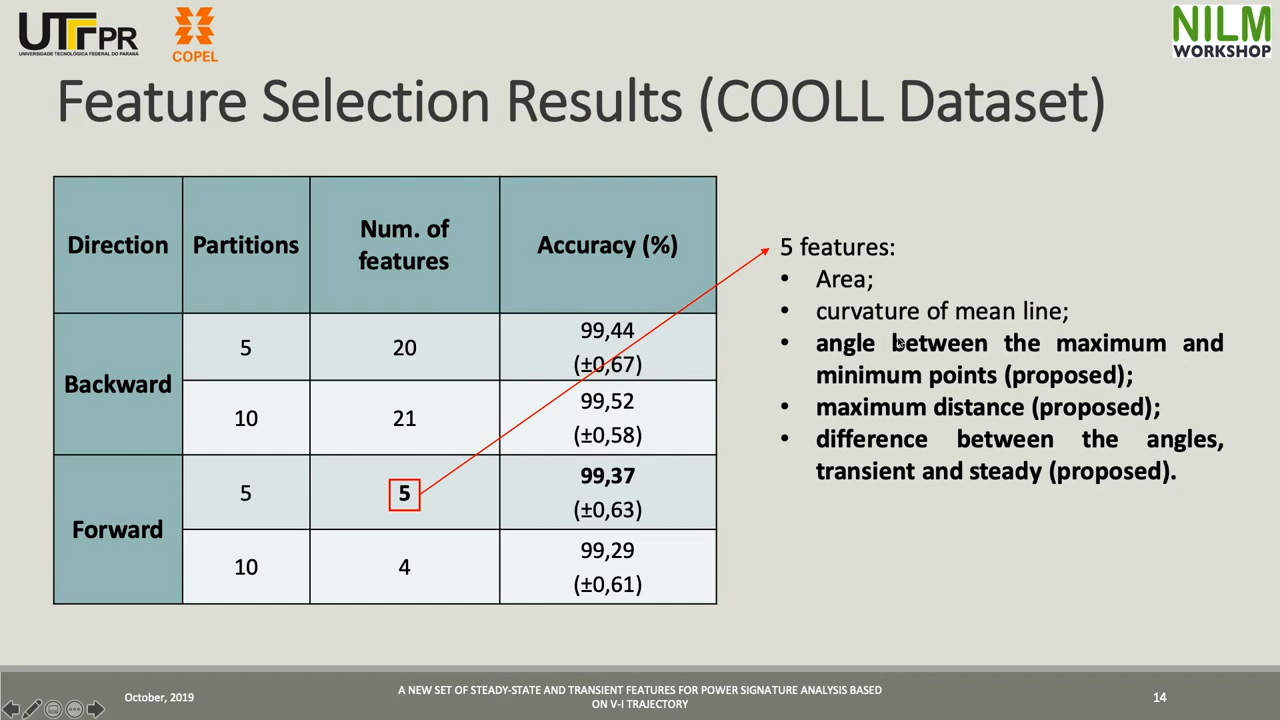 UTFPR
UNIVERSIDADE TECNOLÓGICA FEDERAL DO PARANÁ
COPEL
NILM
WORKSHOP
Feature Selection Results (COOLL Dataset)
Direction
Partitions
Num. of
features
Accuracy (%)
Backward
5
20
99,44
(±0,67)
10
21
99,52
(±0,58)
Forward
5
5
99,37
(±0,63)
10
4
99,29
(±0,61)
5 features:
• Area;
• curvature of mean line;
• angle between the maximum and
minimum points (proposed);
• maximum distance (proposed);
• difference between the angles,
transient and steady (proposed).
October, 2019
A NEW SET OF STEADY-STATE AND TRANSIENT FEATURES FOR POWER SIGNATURE ANALYSIS BASED
ON V-I TRAJECTORY
14